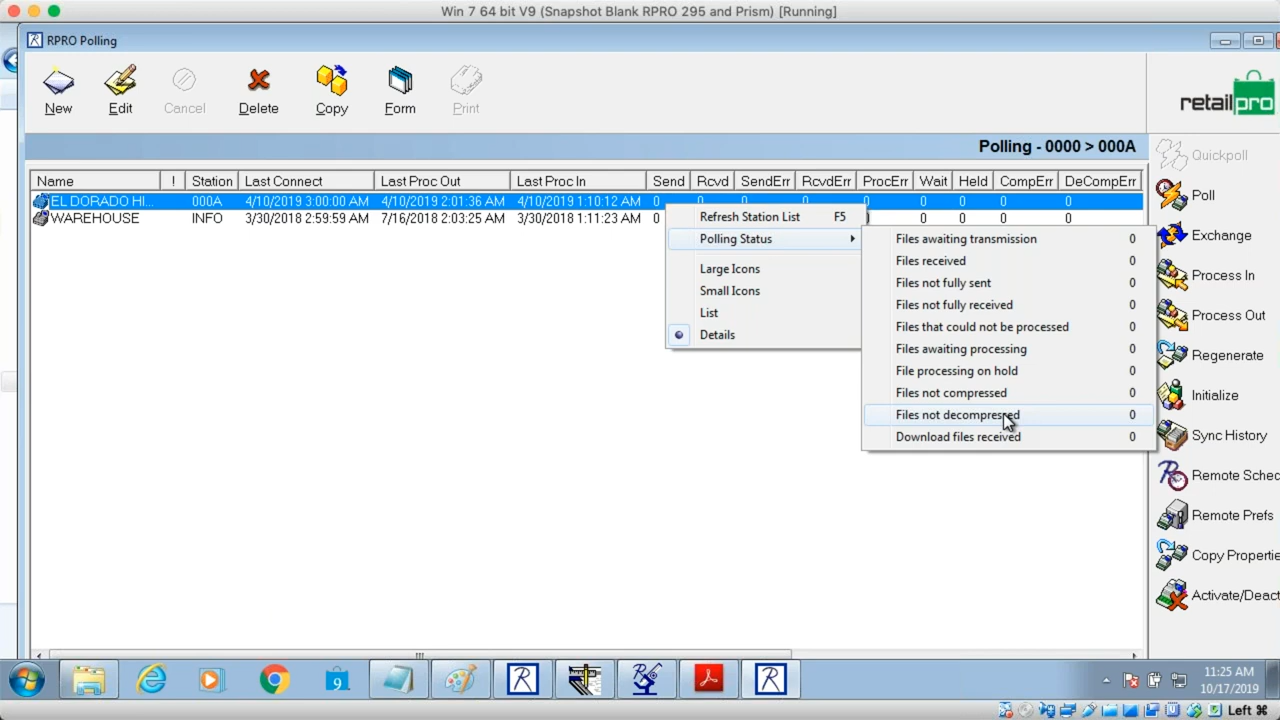 Win 7 64 bit V9 (Snapshot Blank RPRO 295 and Prism) [Running]
RPRO Polling
New Edit Cancel Delete Copy Form Print
retailpro
Polling - 0000 > 000A
Name ! Station Last Connect Last Proc Out Last Proc In Send Rcvd SendErr RcvdErr ProcErr Wait Held CompErr DeCompErr
EL DORADO HI... 000A 4/10/2019 3:00:00 AM 4/10/2019 2:01:36 AM 4/10/2019 1:10:12 AM 0 0 0 0 0 0 0 0 0
WAREHOUSE INFO 3/30/2018 2:59:59 AM 7/16/2018 2:03:25 AM 3/30/2018 1:11:23 AM 0 0 0 0 0
Refresh Station List F5
Polling Status
Large Icons
Small Icons
List
Details
Files awaiting transmission 0
Files received 0
Files not fully sent 0
Files not fully received 0
Files that could not be processed 0
Files awaiting processing 0
File processing on hold 0
Files not compressed 0
Files not decompressed 0
Download files received 0
Quickpoll
Poll
Exchange
Process In
Process Out
Regenerate
Initialize
Sync History
Remote Sched
Remote Prefs
Copy Propertie
Activate/Deact
9
11:25 AM
10/17/2019
Left ⌘